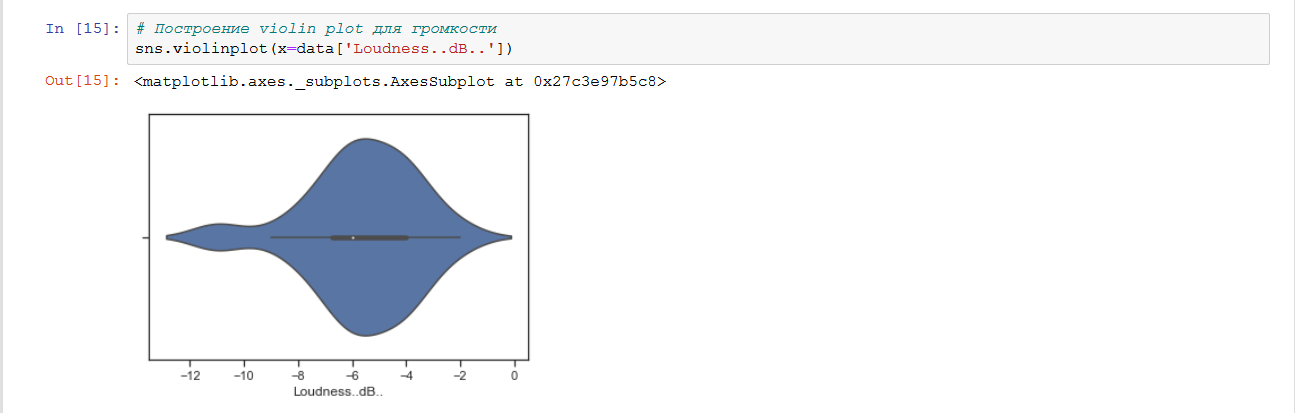 In [15]: # Построение violin plot для громкости
sns.violinplot(x=data['Loudness..dB..'])
Out[15]: <matplotlib.axes._subplots.AxesSubplot at 0x27c3e97b5c8>
−12 −10 −8 −6 −4 −2 0
Loudness..dB..